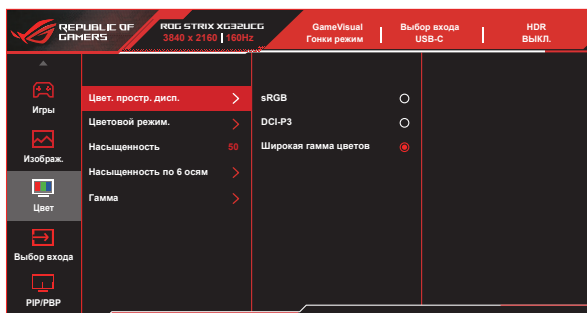 REPUBLIC OF
GAMERS
ROG STRIX XG32UCG
3840 x 2160 160Hz
GameVisual
Гонки режим
Выбор входа
USB-C
HDR
ВЫКЛ.
Игры
Изображ.
Цвет
Выбор входа
PIP/PBP
Цвет. простр. дисп.
Цветовой режим.
Насыщенность 50
Насыщенность по 6 осям
Гамма
sRGB
DCI-P3
Широкая гамма цветов